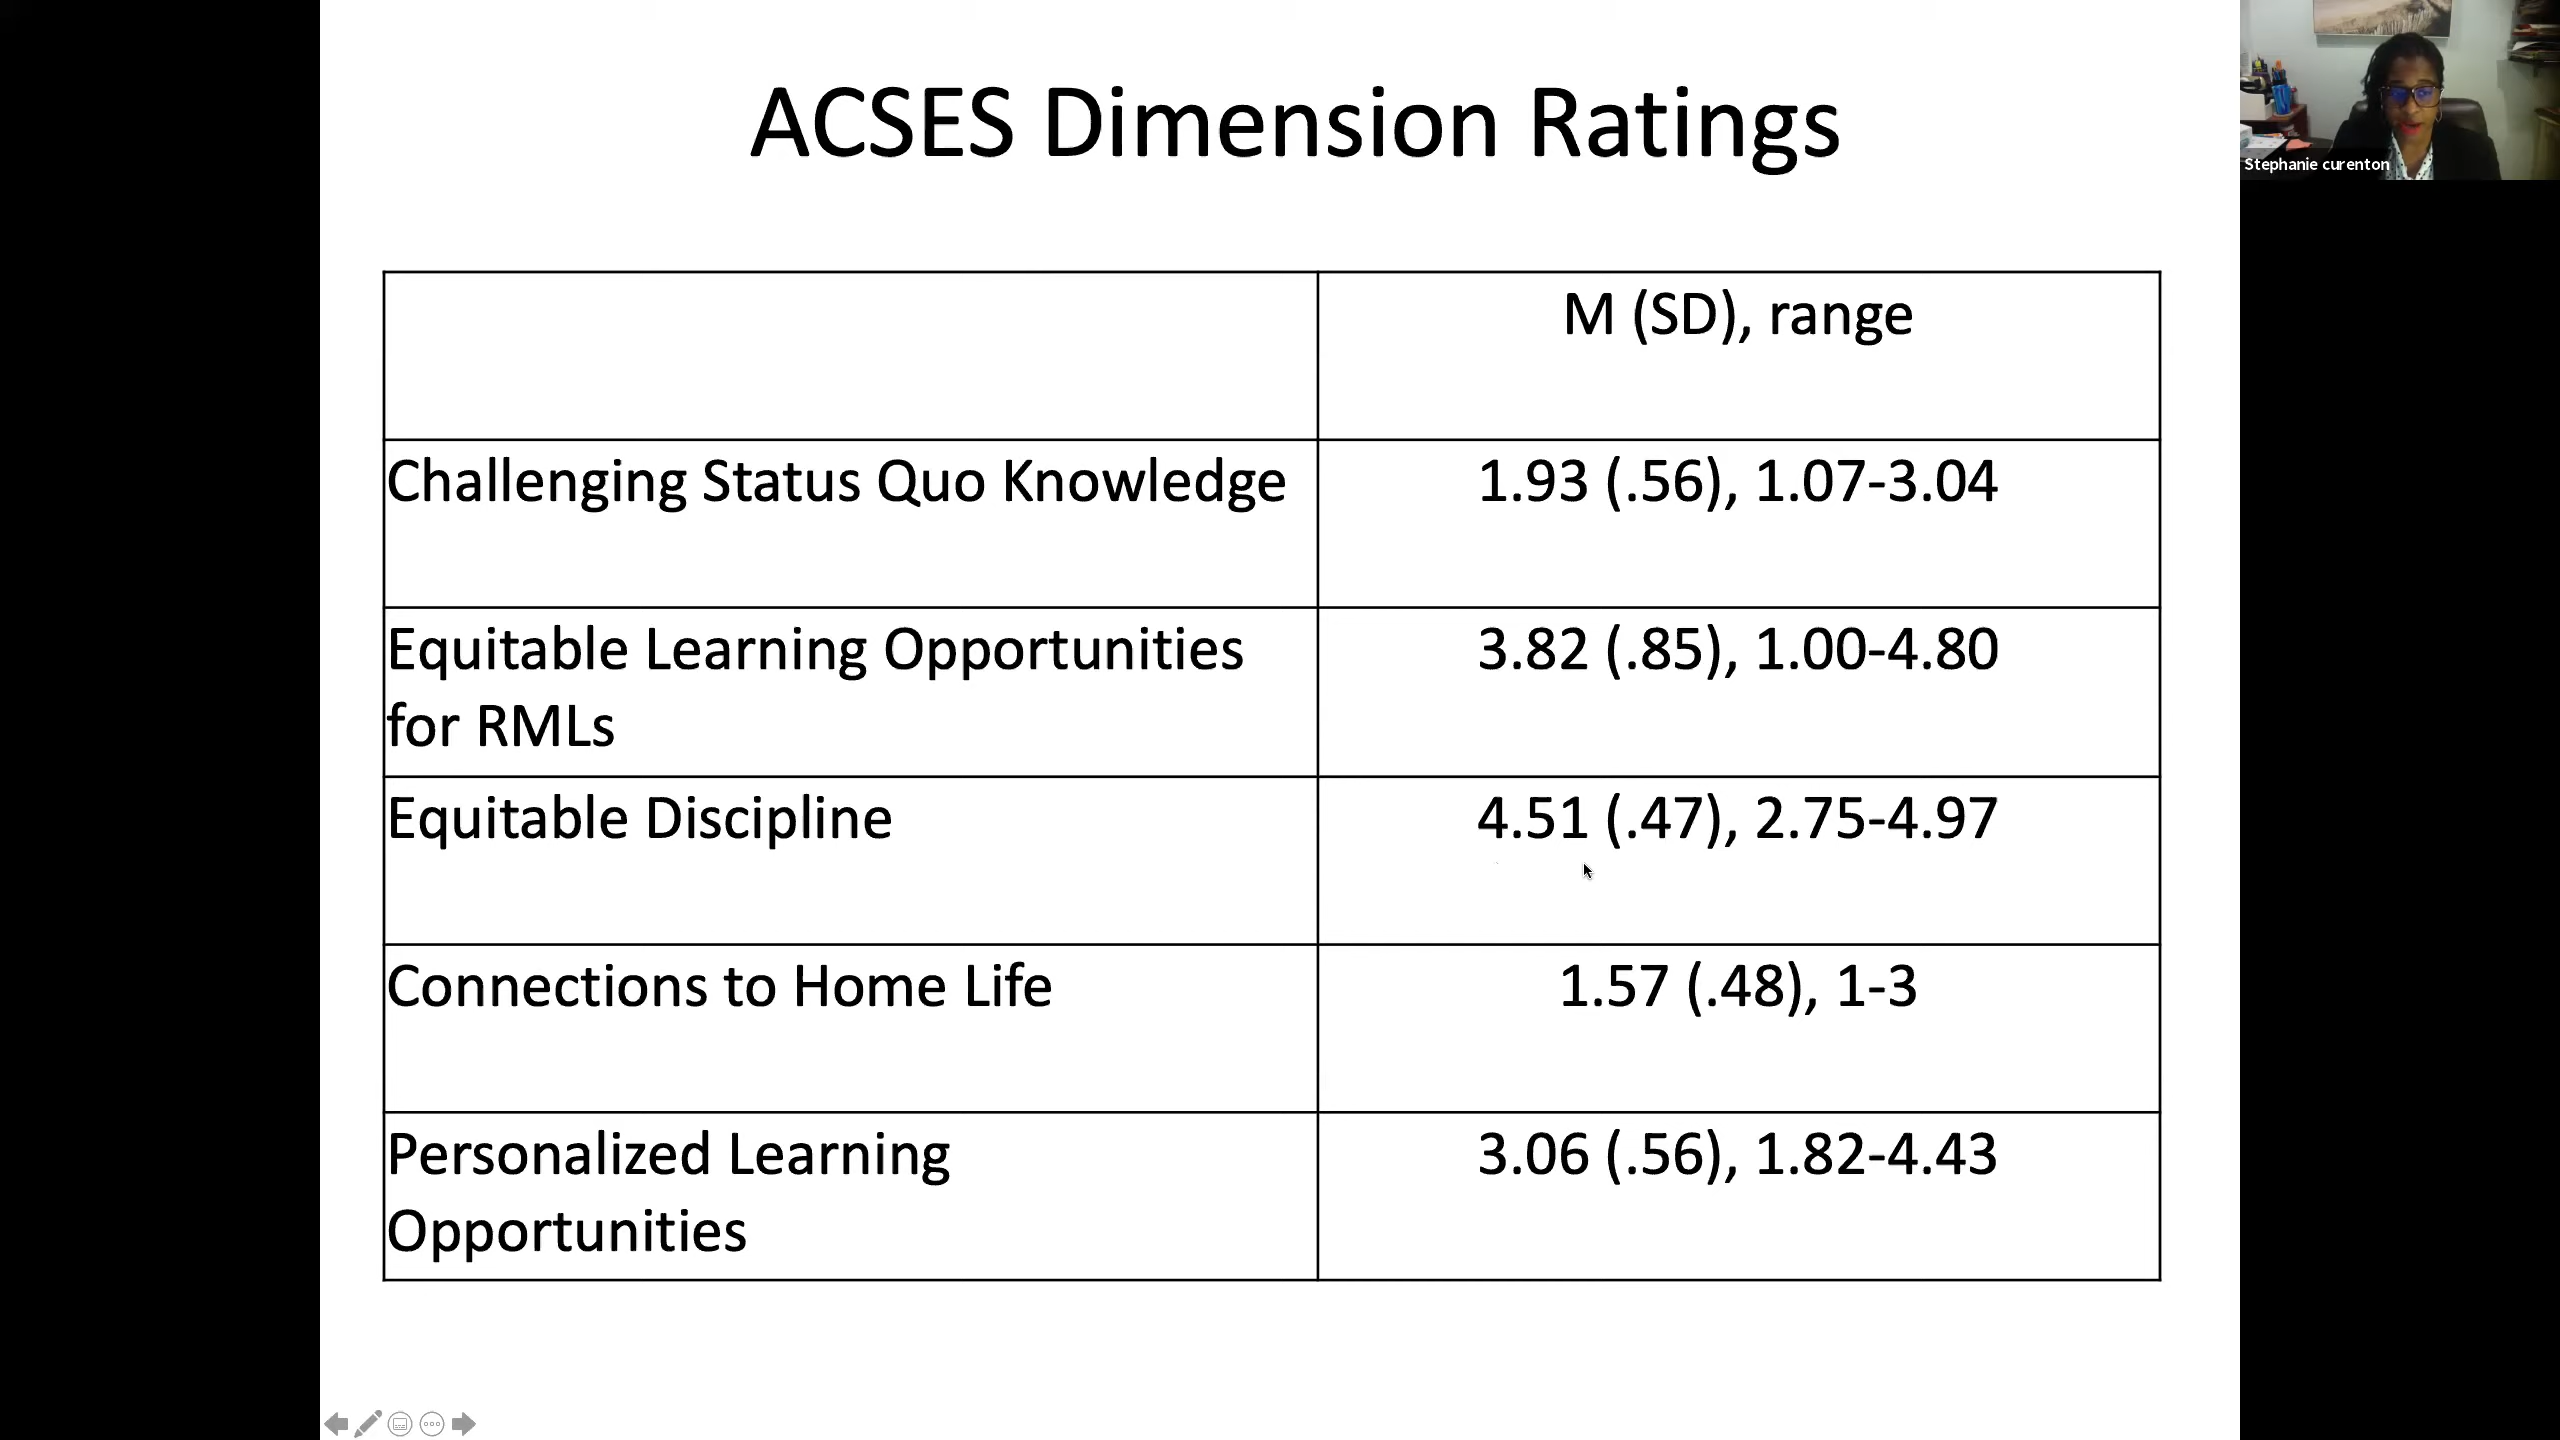 ACSES Dimension Ratings
Stephanie curenton
M (SD), range
Challenging Status Quo Knowledge
1.93 (.56), 1.07-3.04
Equitable Learning Opportunities
for RMLs
3.82 (.85), 1.00-4.80
Equitable Discipline
4.51 (.47), 2.75-4.97
Connections to Home Life
1.57 (.48), 1-3
Personalized Learning
Opportunities
3.06 (.56), 1.82-4.43